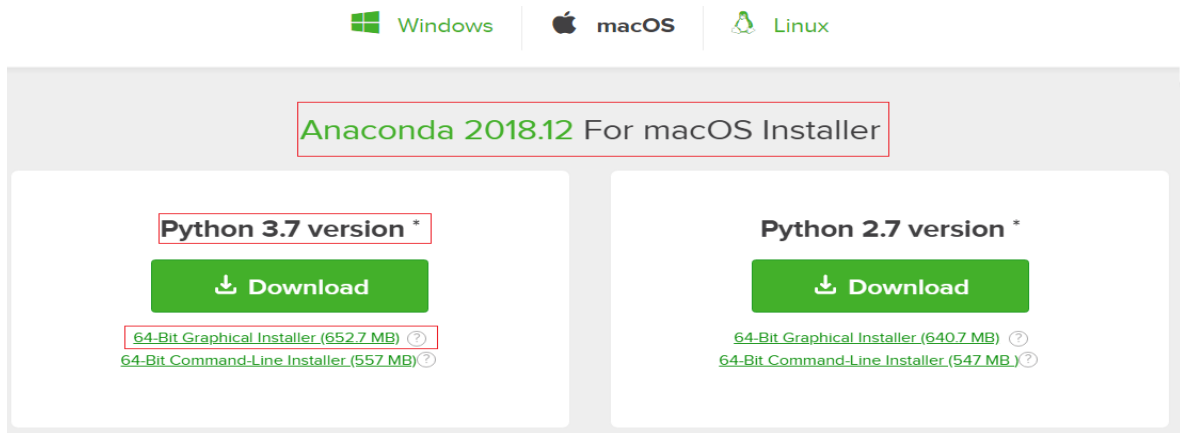 Windows macOS Linux
Anaconda 2018.12 For macOS Installer
Python 3.7 version *
Download
64-Bit Graphical Installer (652.7 MB) ?
64-Bit Command-Line Installer (557 MB) ?
Python 2.7 version *
Download
64-Bit Graphical Installer (640.7 MB) ?
64-Bit Command-Line Installer (547 MB ) ?